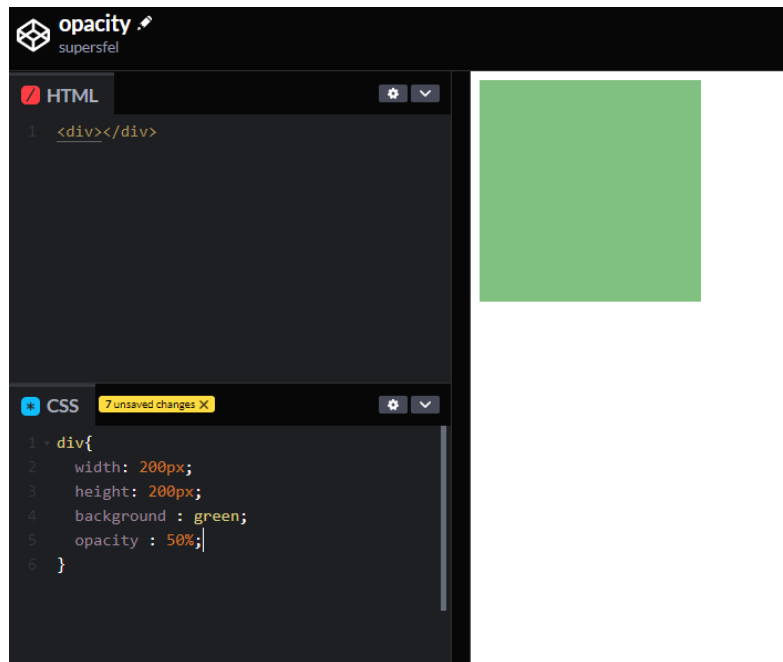 opacity
supersfel
HTML
1 <div></div>
CSS 7 unsaved changes X
1 div{
2 width: 200px;
3 height: 200px;
4 background : green;
5 opacity : 50%;
6 }